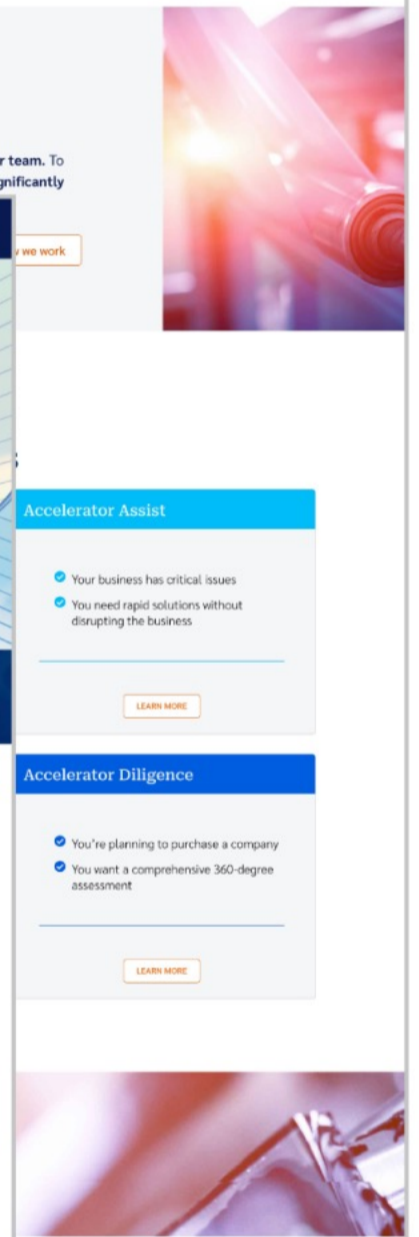 team. To
we work
Accelerator Assist
Your business has critical issues
You need rapid solutions without
disrupting the business
LEARN MORE
Accelerator Diligence
You're planning to purchase a company
You want a comprehensive 360-degree
assessment
LEARN MORE